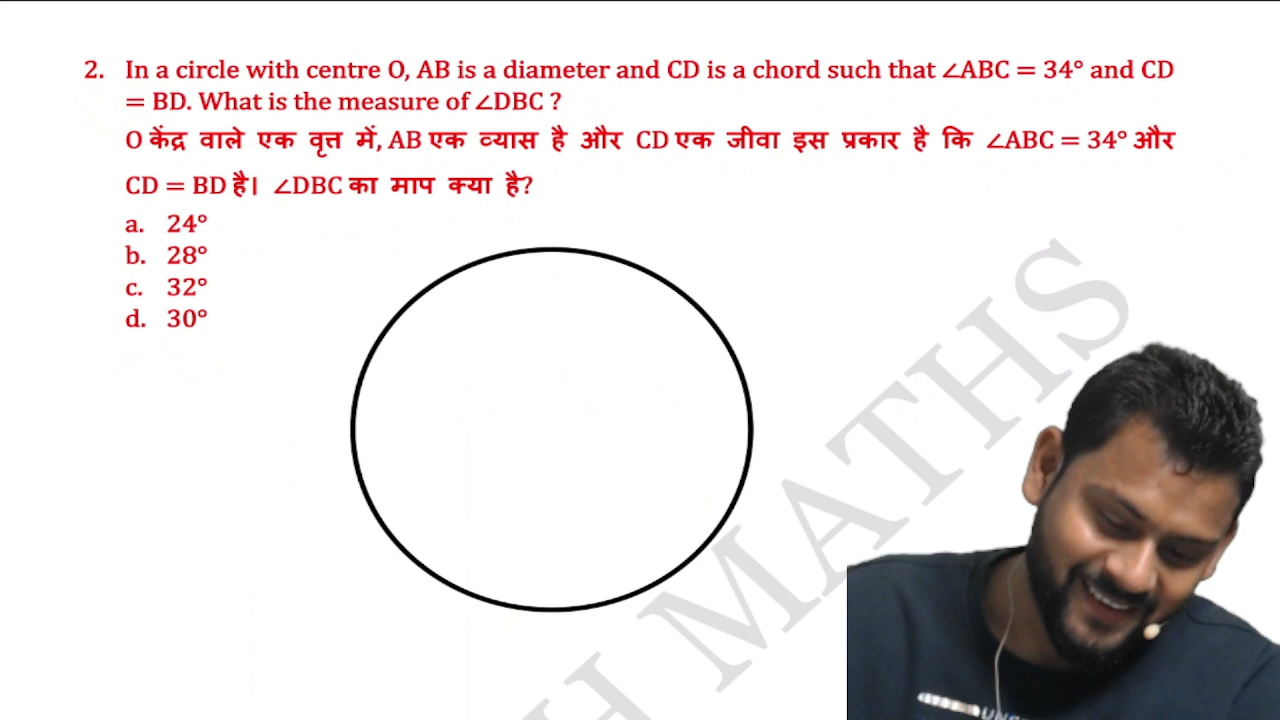 2. In a circle with centre O, AB is a diameter and CD is a chord such that ∠ABC = 34° and CD
= BD. What is the measure of ∠DBC ?
O केंद्र वाले एक वृत्त में, AB एक व्यास है और CD एक जीवा इस प्रकार है कि ∠ABC = 34° और
CD = BD है। ∠DBC का माप क्या है?
a. 24°
b. 28°
c. 32°
d. 30°
H MATHS